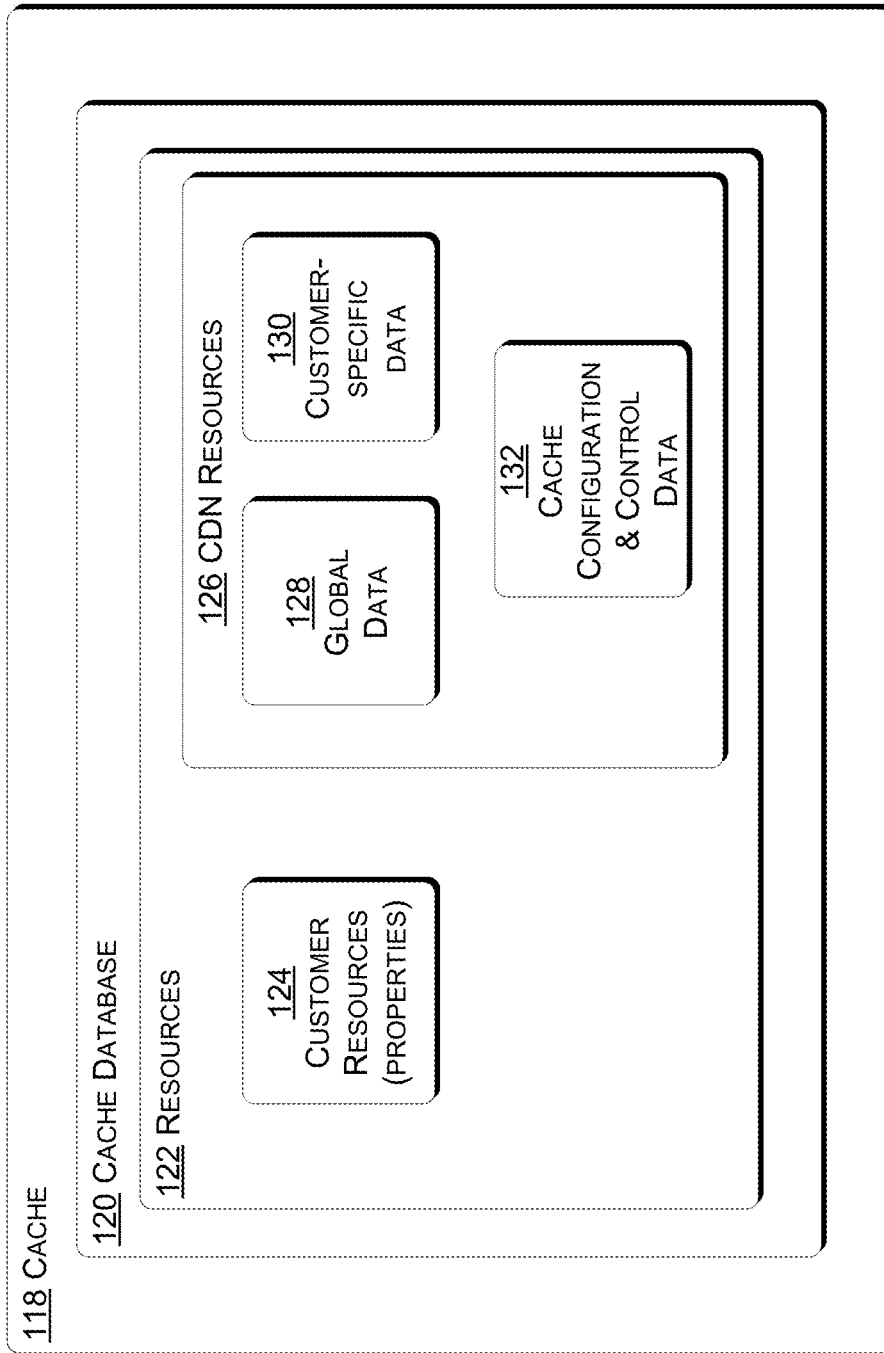 118 CACHE
120 CACHE DATABASE
122 RESOURCES
124
CUSTOMER
RESOURCES
(PROPERTIES)
126 CDN RESOURCES
128
GLOBAL
DATA
130
CUSTOMER-
SPECIFIC
DATA
132
CACHE
CONFIGURATION
& CONTROL
DATA